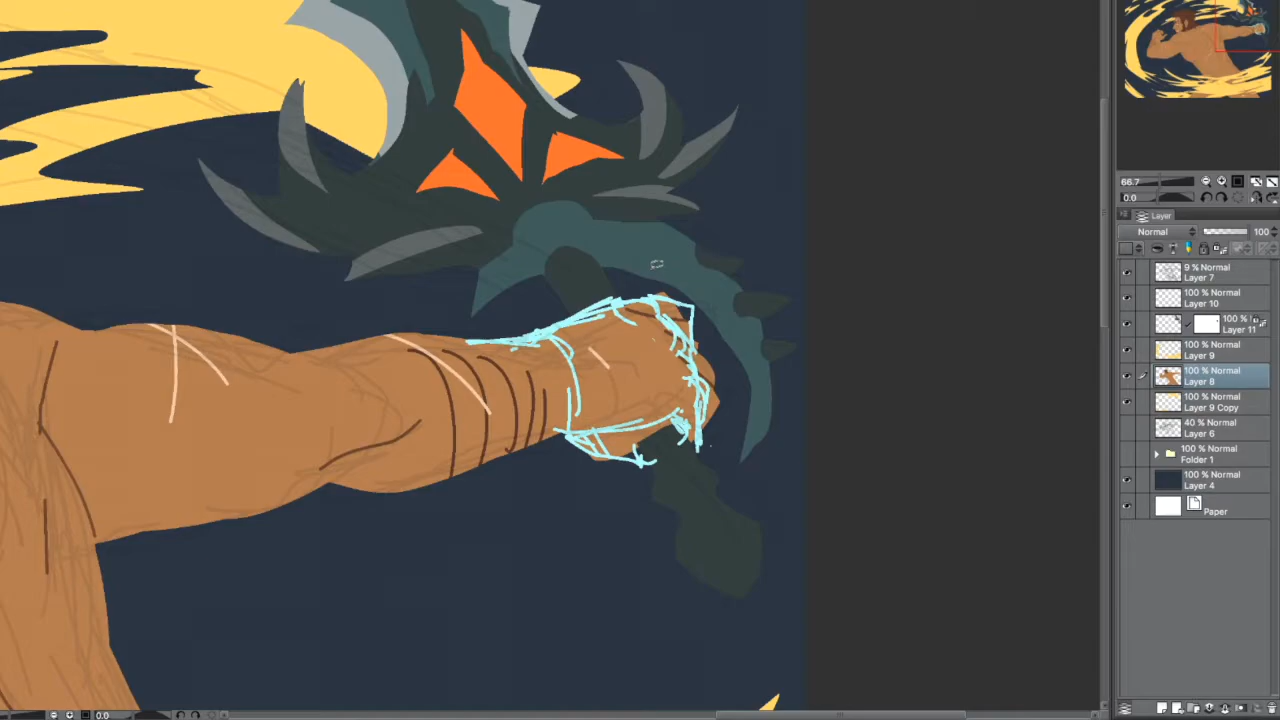 66.7
0.0
Layer
Normal 100
9 % Normal
Layer 7
100 % Normal
Layer 10
100 %
Layer 11
100 % Normal
Layer 9
100 % Normal
Layer 8
100 % Normal
Layer 9 Copy
40 % Normal
Layer 6
100 % Normal
Folder 1
100 % Normal
Layer 4
Paper
0.0